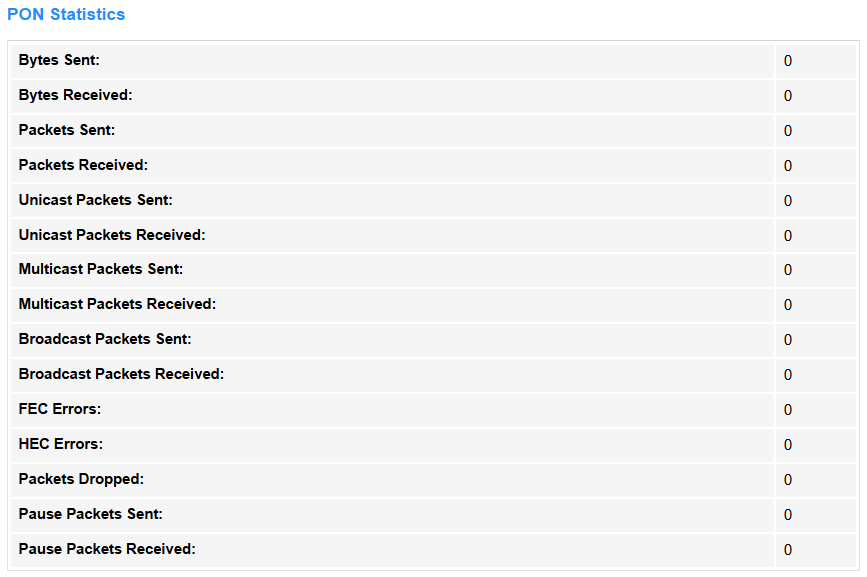 PON Statistics
Bytes Sent: 0
Bytes Received: 0
Packets Sent: 0
Packets Received: 0
Unicast Packets Sent: 0
Unicast Packets Received: 0
Multicast Packets Sent: 0
Multicast Packets Received: 0
Broadcast Packets Sent: 0
Broadcast Packets Received: 0
FEC Errors: 0
HEC Errors: 0
Packets Dropped: 0
Pause Packets Sent: 0
Pause Packets Received: 0